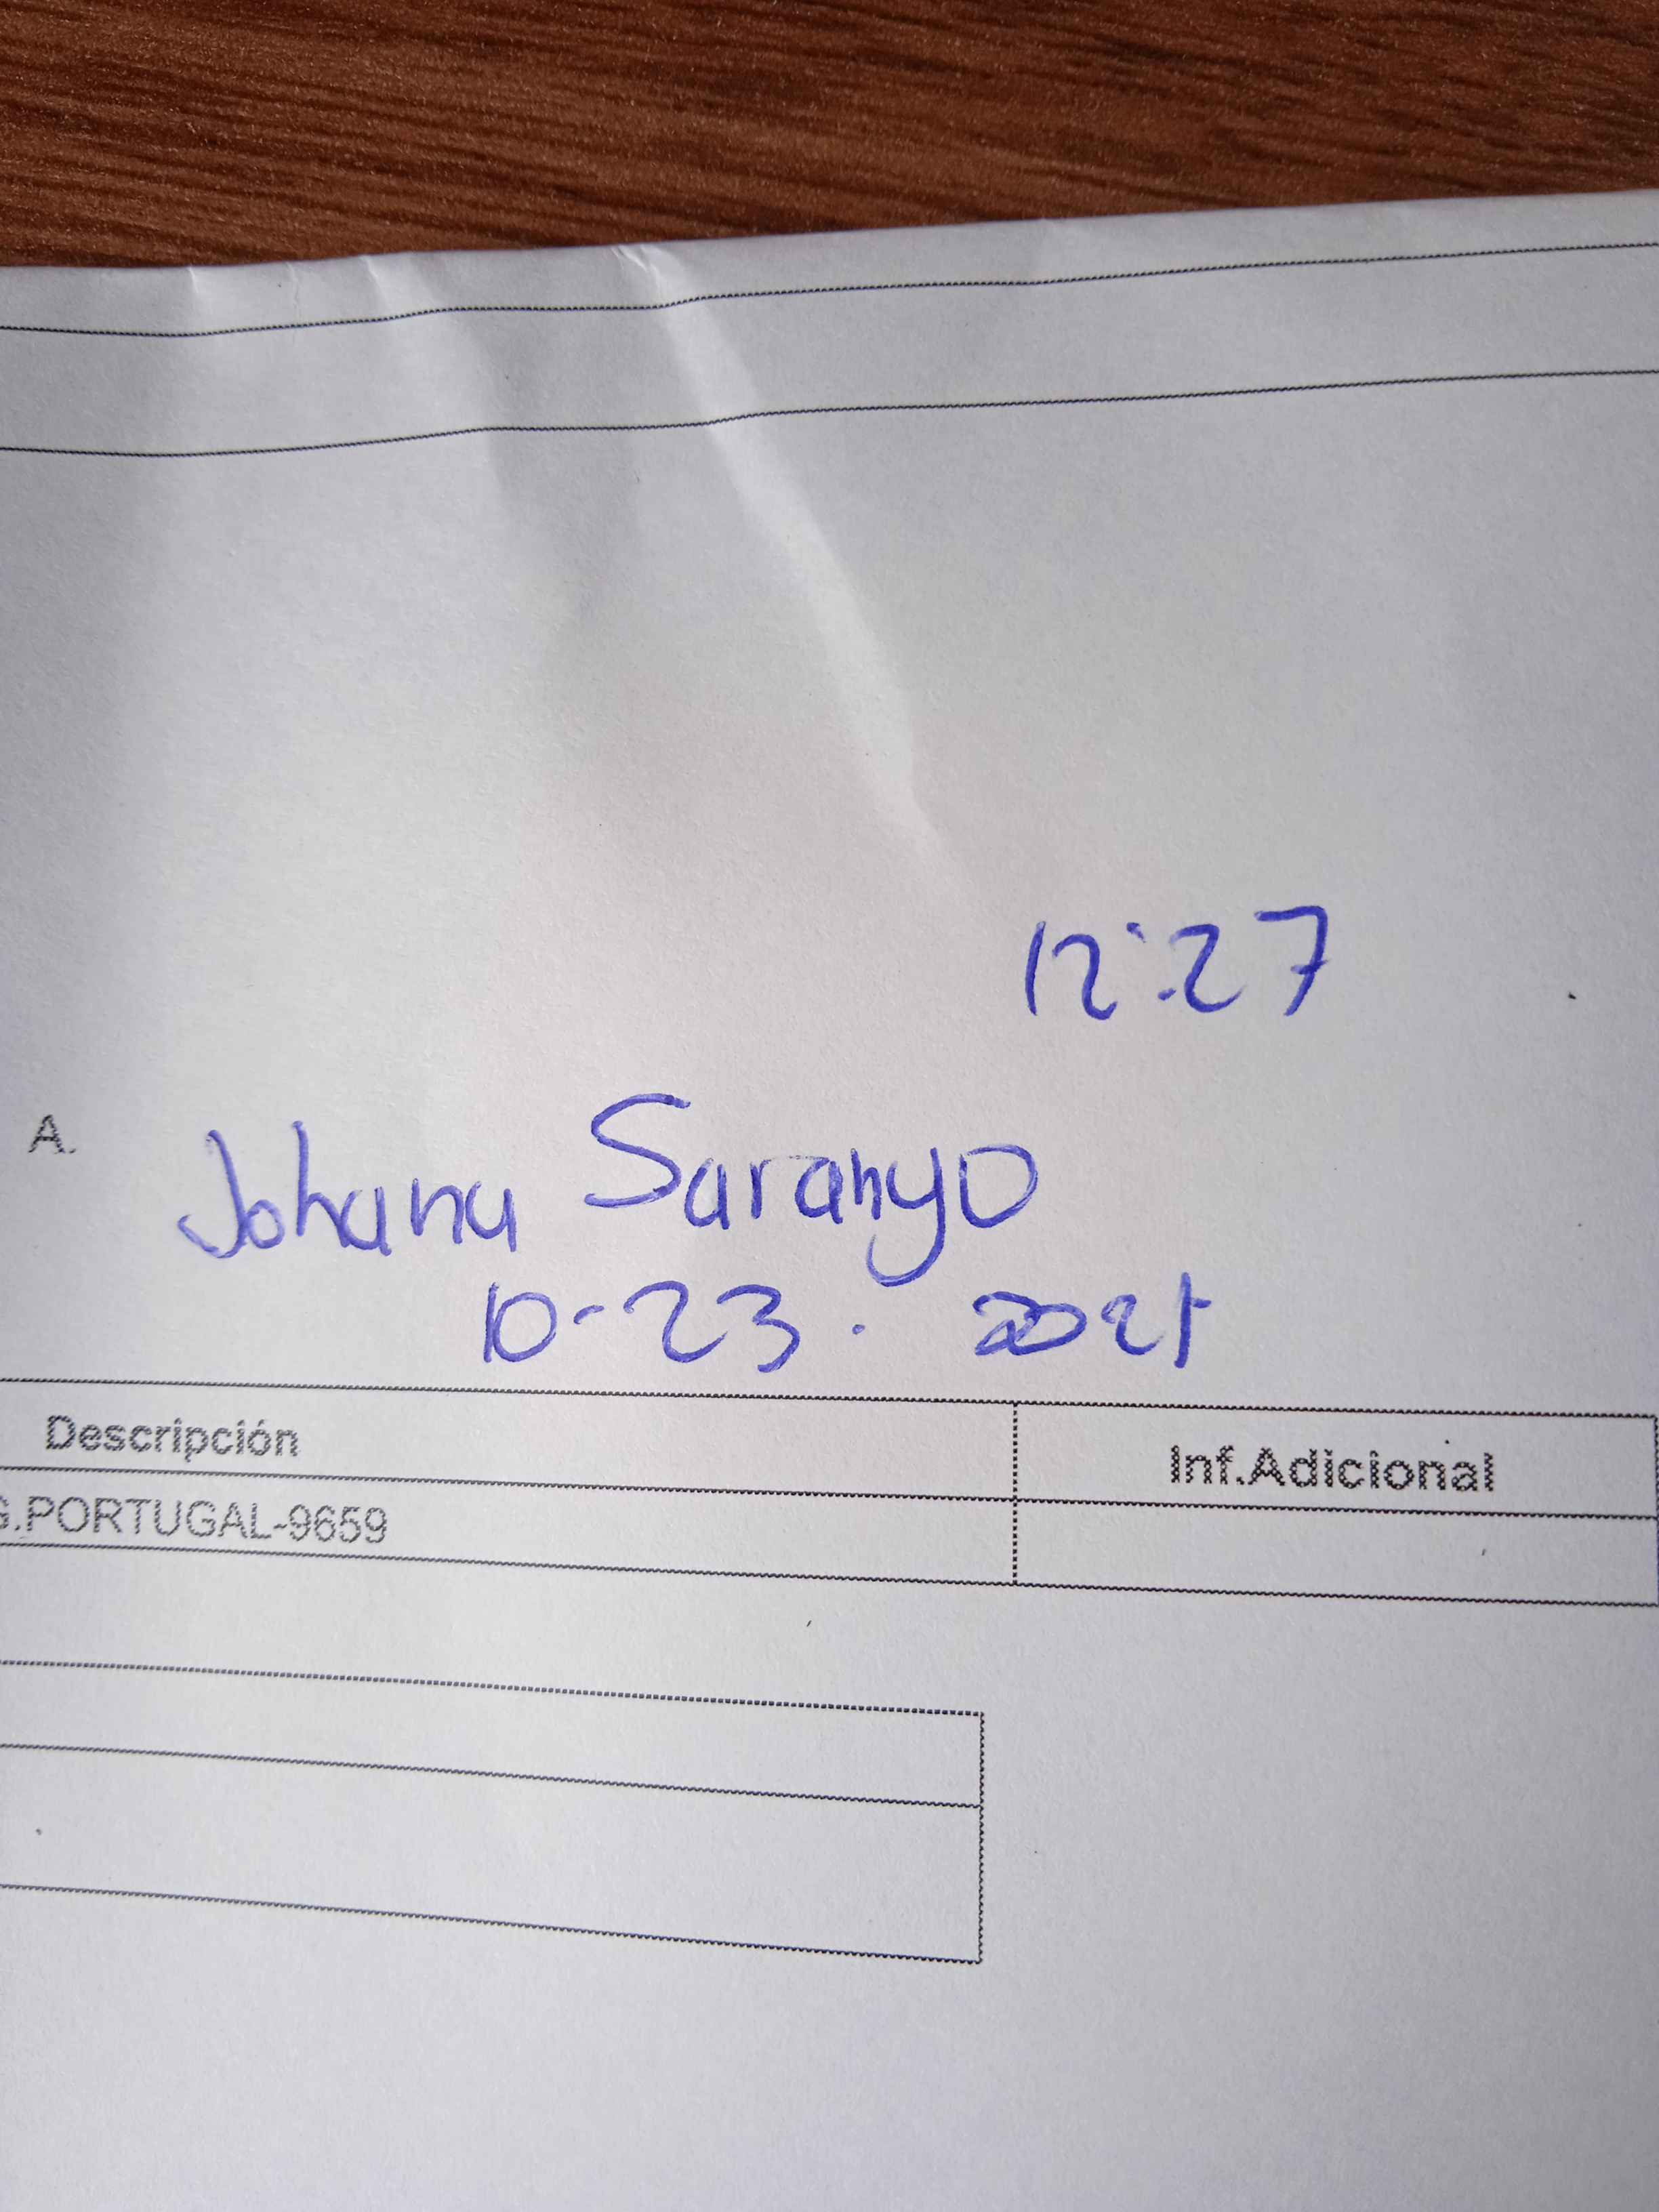 12:27
A.
Johana Saranyo
10-23. 2021
Descripción Inf.Adicional
.PORTUGAL-9659